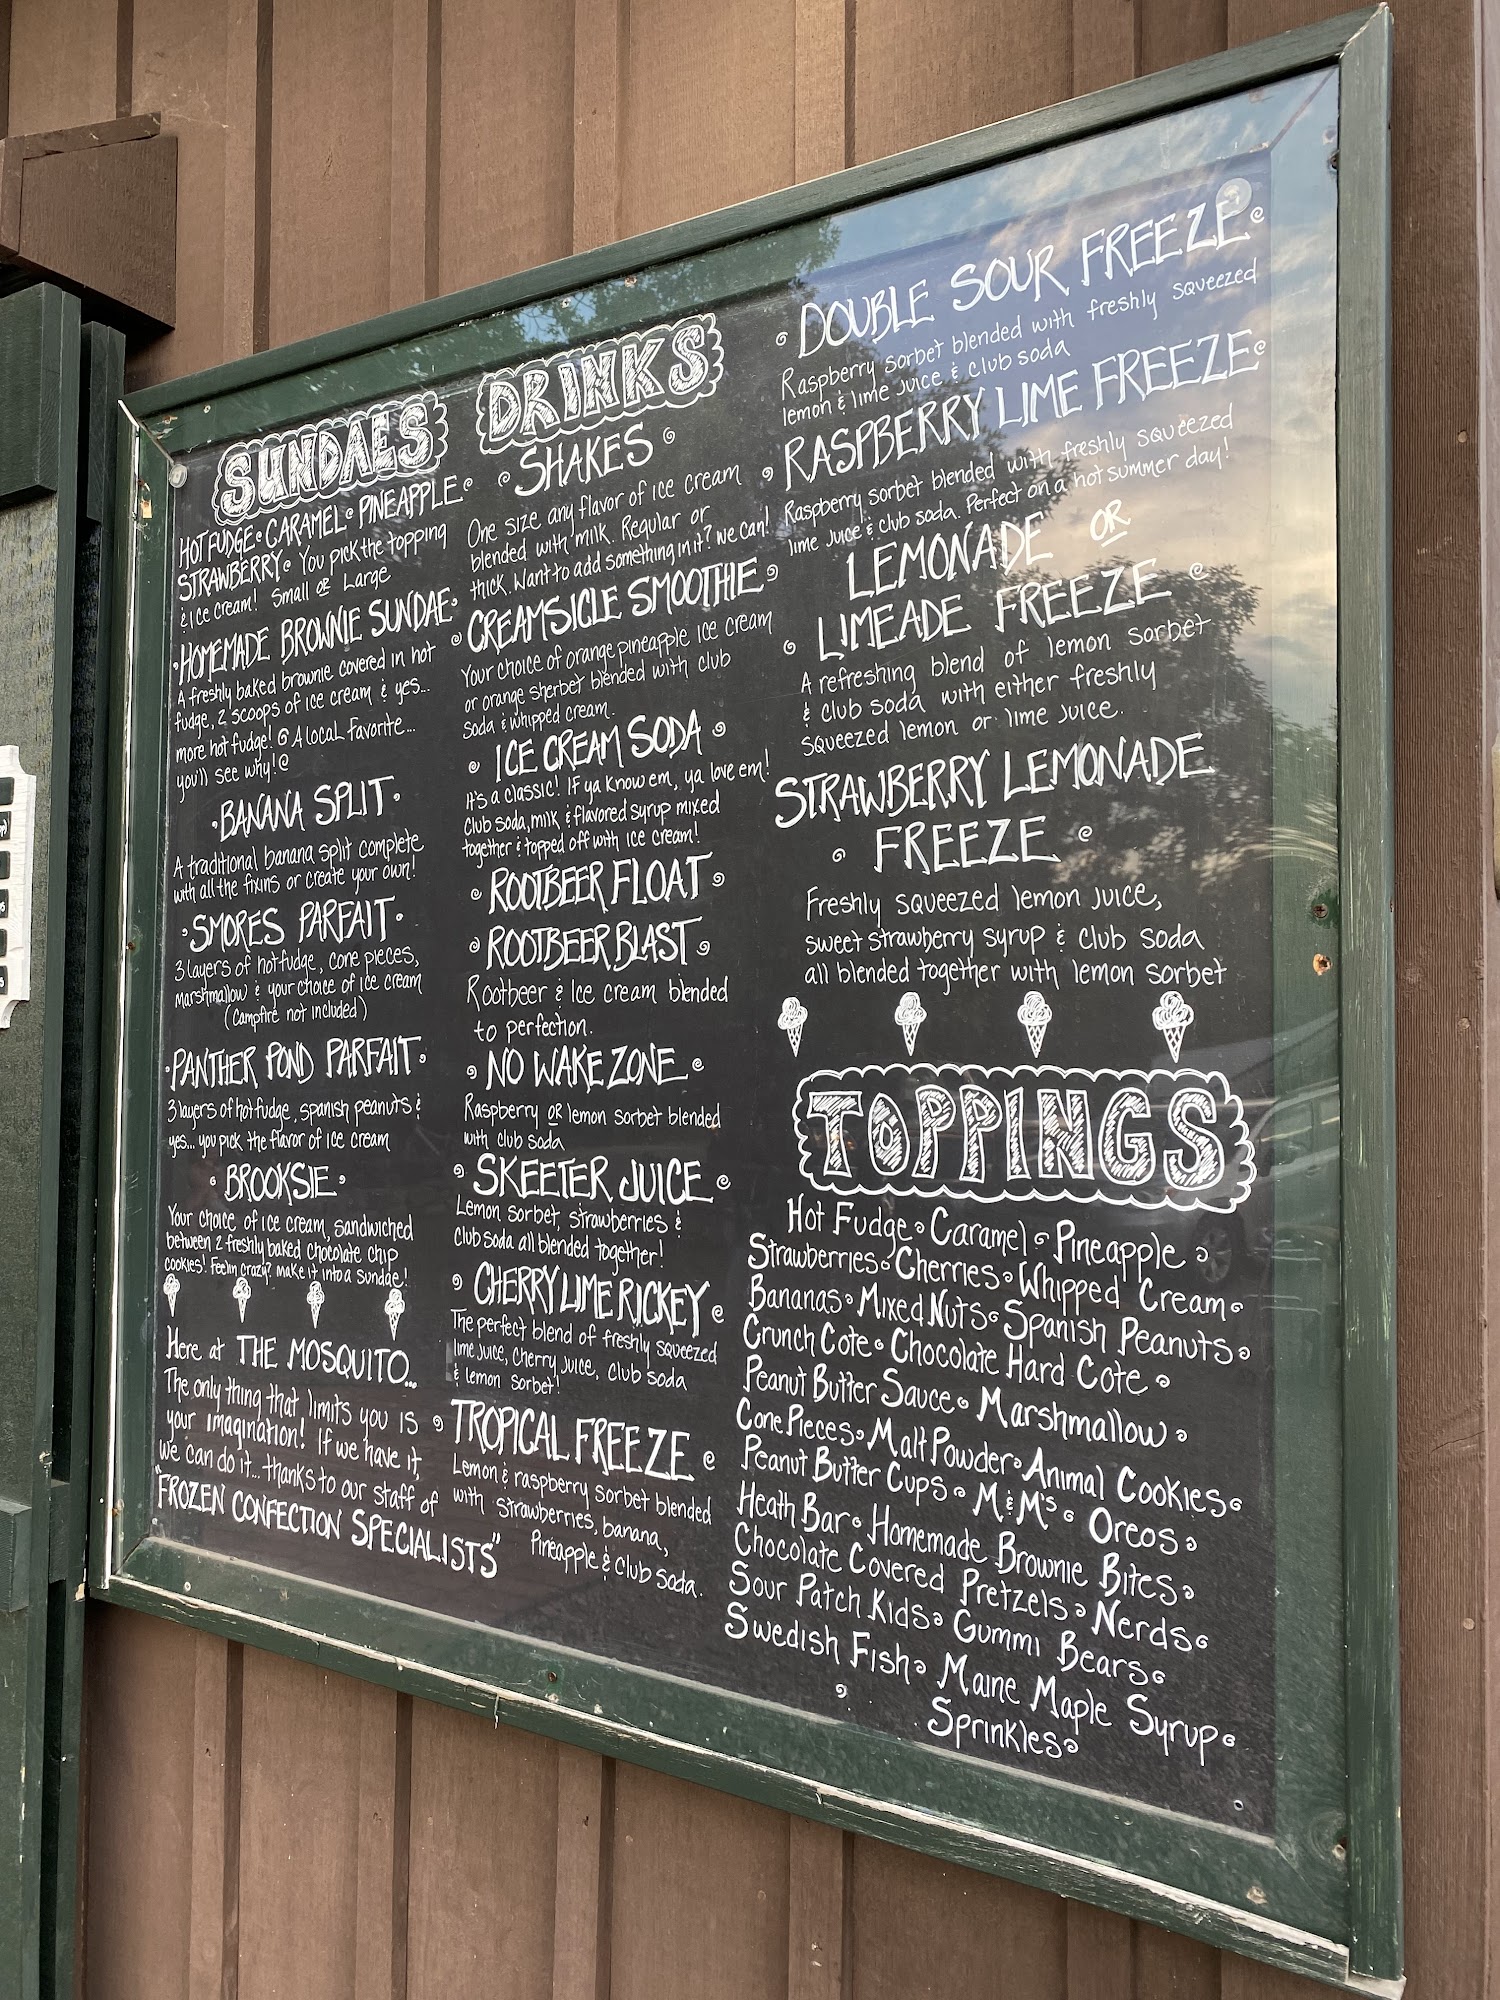 SUNDAES
HOT FUDGE • CARAMEL • PINEAPPLE
STRAWBERRY • You pick the topping
& Ice cream! Small OR Large
HOMEMADE BROWNIE SUNDAE
A freshly baked brownie covered in hot
fudge, 2 scoops of ice cream & yes...
more hot fudge! A local Favorite...
you'll see why!
BANANA SPLIT
A traditional banana split complete
with all the fixins or create your own!
SMORES PARFAIT
3 layers of hot fudge, cone pieces,
marshmallow & your choice of ice cream
(Campfire not included)
PANTHER POND PARFAIT
3 layers of hot fudge, spanish peanuts &
yes... you pick the flavor of ice cream
BROOKSIE
Your choice of ice cream, sandwiched
between 2 freshly baked chocolate chip
cookies! Feelin crazy? make it into a sundae!
Here at THE MOSQUITO...
The only thing that limits you is
your imagination! If we have it,
we can do it... thanks to our staff of
"FROZEN CONFECTION SPECIALISTS"
DRINKS
SHAKES
One size any flavor of ice cream
blended with milk. Regular or
thick. Want to add something in it? we can!
CREAMSICLE SMOOTHIE
Your choice of orange pineapple ice cream
or orange sherbet blended with club
soda & whipped cream.
ICE CREAM SODA
It's a classic! If ya know em, ya love em!
Club soda, milk & flavored syrup mixed
together & topped off with ice cream!
ROOTBEER FLOAT
ROOTBEER BLAST
Rootbeer & Ice cream blended
to perfection.
NO WAKE ZONE
Raspberry OR lemon sorbet blended
with club soda
SKEETER JUICE
Lemon sorbet, strawberries &
club soda all blended together!
CHERRY LIME RICKEY
The perfect blend of freshly squeezed
lime juice, cherry juice, club soda
& lemon sorbet!
TROPICAL FREEZE
Lemon & raspberry sorbet blended
with strawberries, banana,
Pineapple & club soda.
DOUBLE SOUR FREEZE
Raspberry sorbet blended with freshly squeezed
lemon & lime juice & club soda
RASPBERRY LIME FREEZE
Raspberry sorbet blended with freshly squeezed
lime juice & club soda. Perfect on a hot summer day!
LEMONADE OR
LIMEADE FREEZE
A refreshing blend of lemon sorbet
& club soda with either freshly
squeezed lemon or lime juice.
STRAWBERRY LEMONADE
FREEZE
Freshly squeezed lemon juice,
sweet strawberry syrup & club soda
all blended together with lemon sorbet
TOPPINGS
Hot Fudge • Caramel • Pineapple •
Strawberries • Cherries • Whipped Cream •
Bananas • Mixed Nuts • Spanish Peanuts •
Crunch Cote • Chocolate Hard Cote •
Peanut Butter Sauce • Marshmallow •
Cone Pieces • Malt Powder • Animal Cookies •
Peanut Butter Cups • M&M's • Oreos •
Heath Bar • Homemade Brownie Bites •
Chocolate Covered Pretzels • Nerds •
Sour Patch Kids • Gummi Bears •
Swedish Fish • Maine Maple Syrup •
Sprinkles •